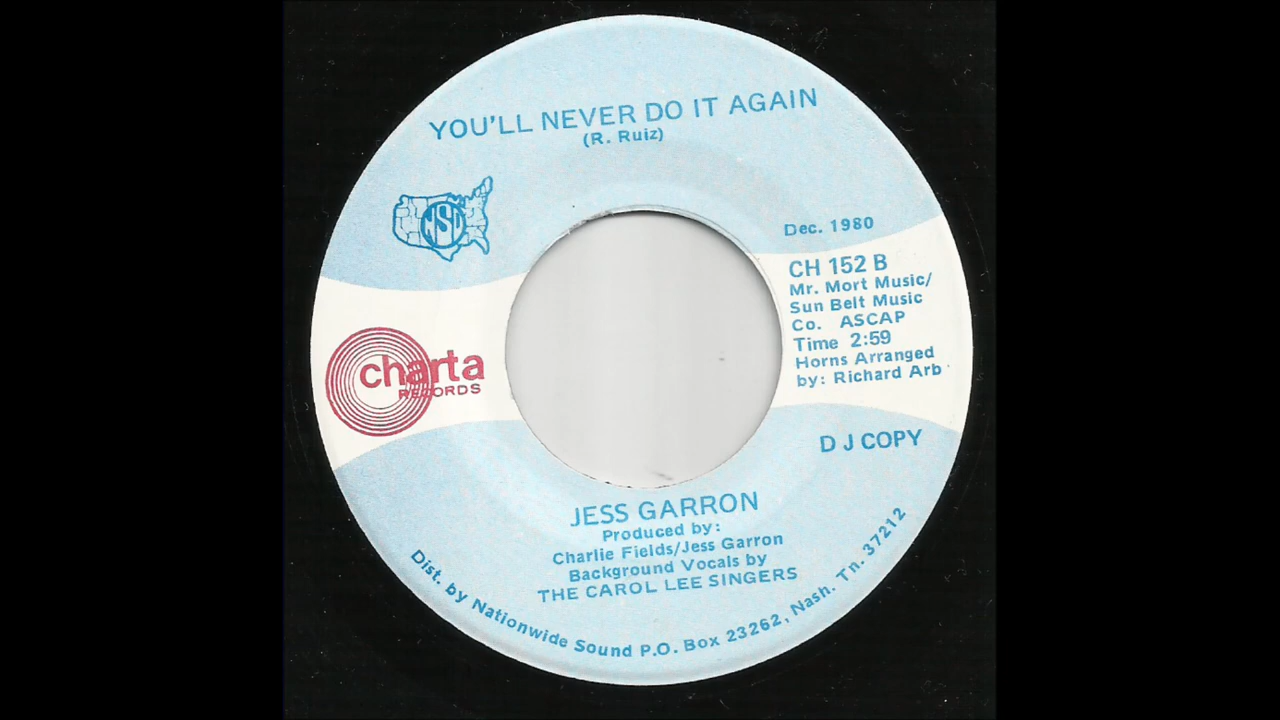 YOU'LL NEVER DO IT AGAIN
(R. Ruiz)
Dec. 1980
CH 152 B
Mr. Mort Music/
Sun Belt Music
Co. ASCAP
Time 2:59
Horns Arranged
by: Richard Arb
charta
RECORDS
D J COPY
JESS GARRON
Produced by:
Charlie Fields/Jess Garron
Background Vocals by
THE CAROL LEE SINGERS
Dist. by Nationwide Sound P.O. Box 23262, Nash. Tn. 37212